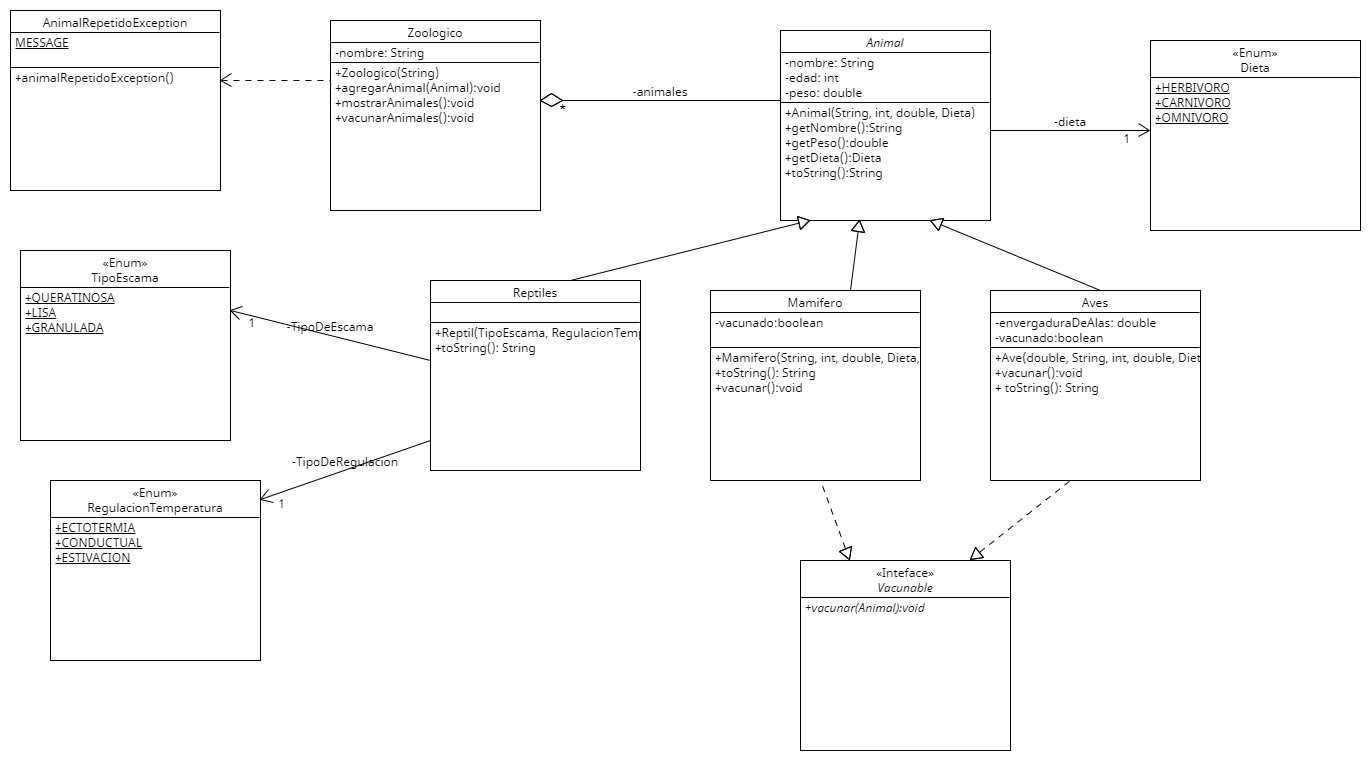 AnimalRepetidoException
MESSAGE
+animalRepetidoException()
Zoologico
-nombre: String
+Zoologico(String)
+agregarAnimal(Animal):void
+mostrarAnimales():void
+vacunarAnimales():void
*
-animales
Animal
-nombre: String
-edad: int
-peso: double
+Animal(String, int, double, Dieta)
+getNombre():String
+getPeso():double
+getDieta():Dieta
+toString():String
-dieta
1
«Enum»
Dieta
+HERBIVORO
+CARNIVORO
+OMNIVORO
«Enum»
TipoEscama
+QUERATINOSA
+LISA
+GRANULADA
1
-TipoDeEscama
Reptiles
+Reptil(TipoEscama, RegulacionTemp
+toString(): String
Mamifero
-vacunado:boolean
+Mamifero(String, int, double, Dieta,
+toString(): String
+vacunar():void
Aves
-envergaduraDeAlas: double
-vacunado:boolean
+Ave(double, String, int, double, Diet
+vacunar():void
+ toString(): String
-TipoDeRegulacion
1
«Enum»
RegulacionTemperatura
+ECTOTERMIA
+CONDUCTUAL
+ESTIVACION
«Inteface»
Vacunable
+vacunar(Animal):void